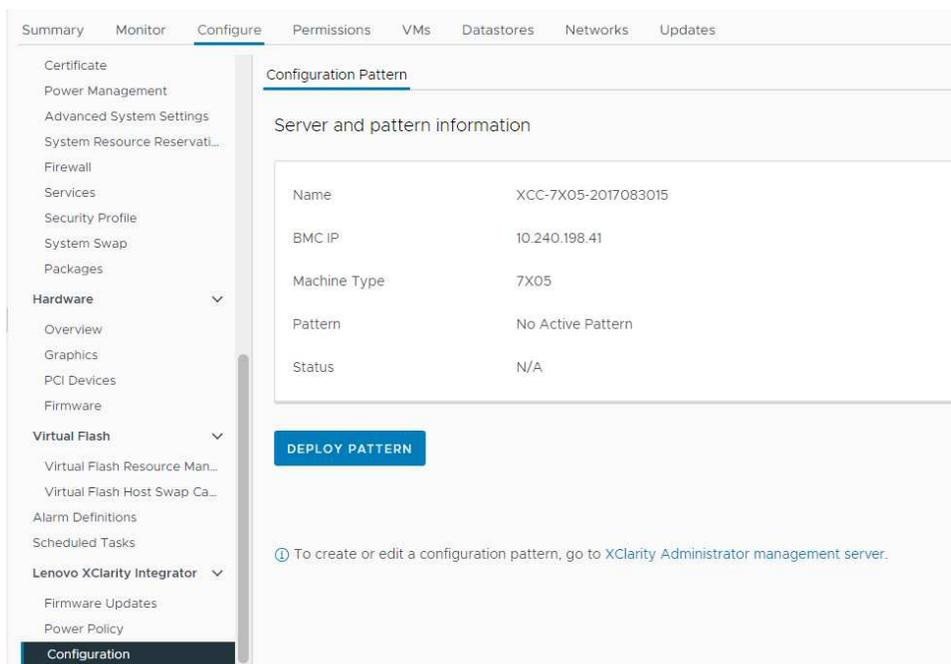 Summary Monitor Configure Permissions VMs Datastores Networks Updates
Certificate
Power Management
Advanced System Settings
System Resource Reservati...
Firewall
Services
Security Profile
System Swap
Packages
Hardware
Overview
Graphics
PCI Devices
Firmware
Virtual Flash
Virtual Flash Resource Man...
Virtual Flash Host Swap Ca...
Alarm Definitions
Scheduled Tasks
Lenovo XClarity Integrator
Firmware Updates
Power Policy
Configuration
Configuration Pattern
Server and pattern information
Name XCC-7X05-2017083015
BMC IP 10.240.198.41
Machine Type 7X05
Pattern No Active Pattern
Status N/A
DEPLOY PATTERN
To create or edit a configuration pattern, go to XClarity Administrator management server.